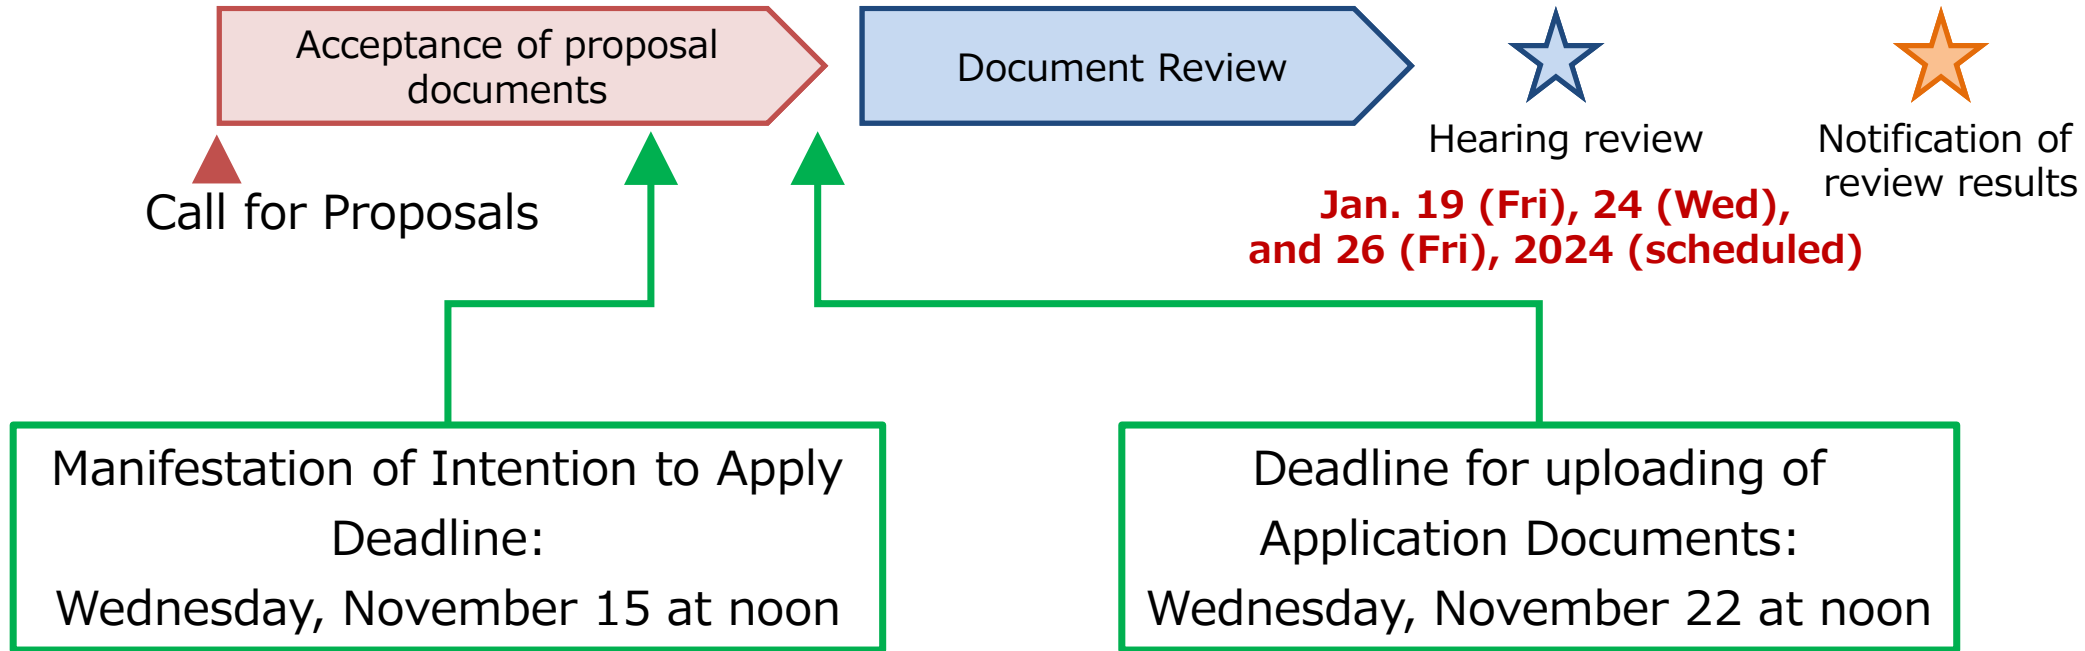 Acceptance of proposal
documents
Document Review
Hearing review
Notification of
review results
Call for Proposals
Jan. 19 (Fri), 24 (Wed),
and 26 (Fri), 2024 (scheduled)
Manifestation of Intention to Apply
Deadline:
Wednesday, November 15 at noon
Deadline for uploading of
Application Documents:
Wednesday, November 22 at noon